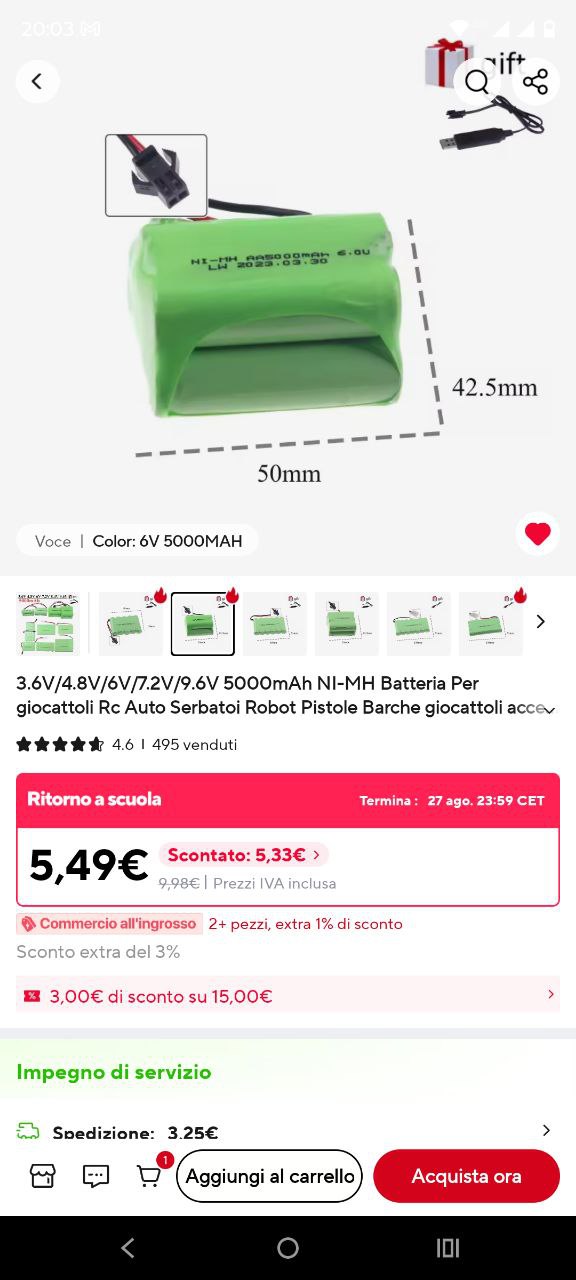 20:03
gift
NI-MH AA5000mAh 6.0V
LW 2023.03.30
42.5mm
50mm
Voce | Color: 6V 5000MAH
3.6V/4.8V/6V/7.2V/9.6V 5000mAh NI-MH Batteria Per
giocattoli Rc Auto Serbatoi Robot Pistole Barche giocattoli acce
4.6 | 495 venduti
Ritorno a scuola
Termina : 27 ago. 23:59 CET
5,49€
Scontato: 5,33€ >
9,98€ | Prezzi IVA inclusa
Commercio all'ingrosso 2+ pezzi, extra 1% di sconto
Sconto extra del 3%
3,00€ di sconto su 15,00€
Impegno di servizio
Spedizione: 3,25€
1
Aggiungi al carrello
Acquista ora